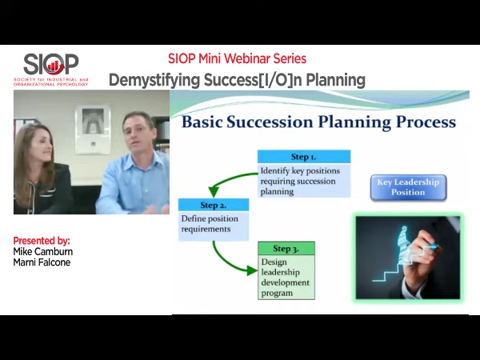 SIOP Mini Webinar Series
SIOP
SOCIETY for INDUSTRIAL and
ORGANIZATIONAL PSYCHOLOGY
Demystifying Success[I/O]n Planning
Basic Succession Planning Process
Step 1.
Identify key positions
requiring succession
planning
Key Leadership
Position
Step 2.
Define position
requirements
Step 3.
Design
leadership
development
program
Presented by:
Mike Camburn
Marni Falcone